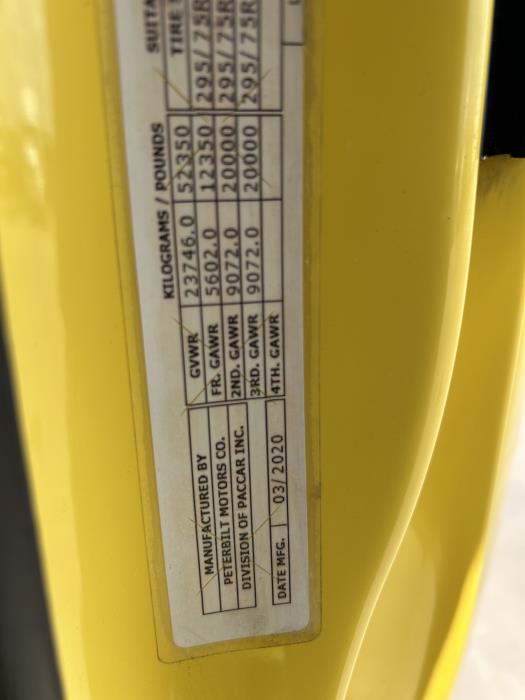 MANUFACTURED BY
PETERBILT MOTORS CO.
DIVISION OF PACCAR INC.
DATE MFG. 03/2020
KILOGRAMS / POUNDS
GVWR 23746.0 52350
FR. GAWR 5602.0 12350 295/75R
2ND. GAWR 9072.0 20000 295/75R
3RD. GAWR 9072.0 20000 295/75R
4TH. GAWR
TIRE